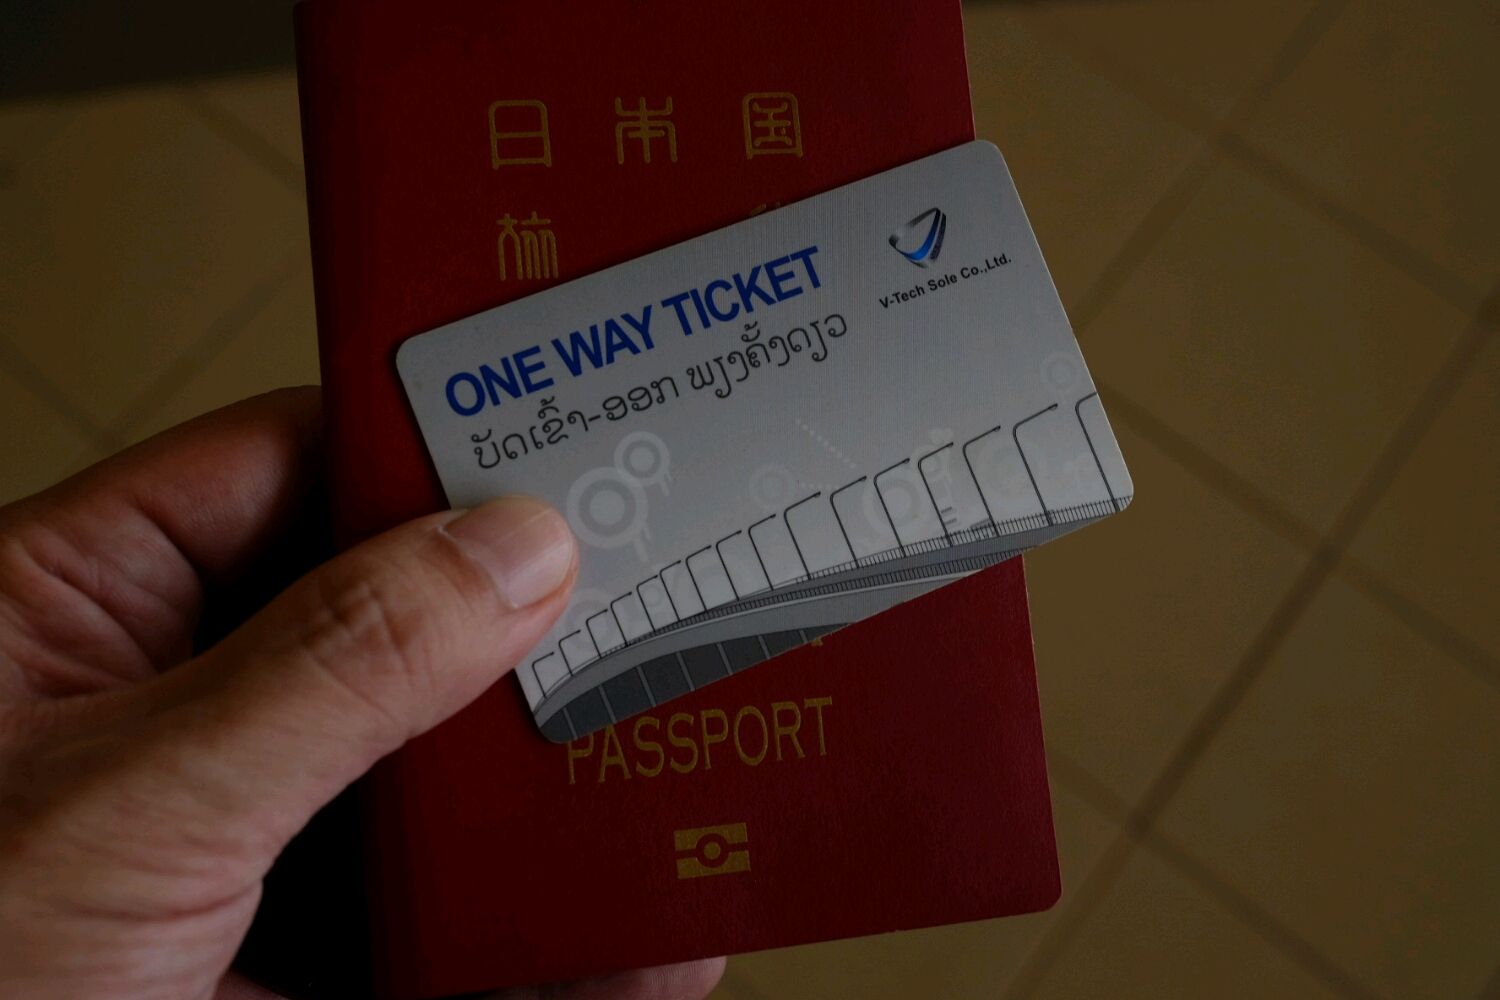 日本国
旅
ONE WAY TICKET
ບັດເຂົ້າ-ອອກ ພຽງຄັ້ງດຽວ
V-Tech Sole Co.,Ltd.
PASSPORT